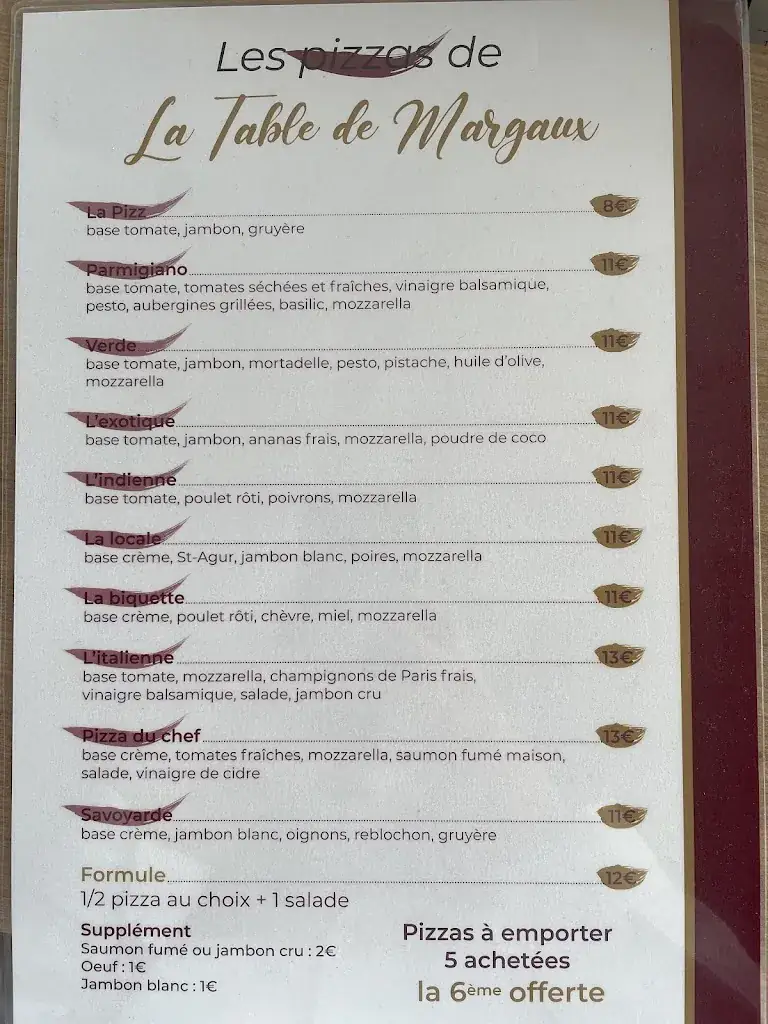 Les pizzas de
La Table de Margaux
La Pizz 8€
base tomate, jambon, gruyère
Parmigiano 11€
base tomate, tomates séchées et fraîches, vinaigre balsamique,
pesto, aubergines grillées, basilic, mozzarella
Verde 11€
base tomate, jambon, mortadelle, pesto, pistache, huile d'olive,
mozzarella
L'exotique 11€
base tomate, jambon, ananas frais, mozzarella, poudre de coco
L'indienne 11€
base tomate, poulet rôti, poivrons, mozzarella
La locale 11€
base crème, St-Agur, jambon blanc, poires, mozzarella
La biquette 11€
base crème, poulet rôti, chèvre, miel, mozzarella
L'italienne 13€
base tomate, mozzarella, champignons de Paris frais,
vinaigre balsamique, salade, jambon cru
Pizza du chef 13€
base crème, tomates fraîches, mozzarella, saumon fumé maison,
salade, vinaigre de cidre
Savoyarde 11€
base crème, jambon blanc, oignons, reblochon, gruyère
Formule 12€
1/2 pizza au choix + 1 salade
Supplément
Saumon fumé ou jambon cru : 2€
Oeuf : 1€
Jambon blanc : 1€
Pizzas à emporter
5 achetées
la 6ème offerte